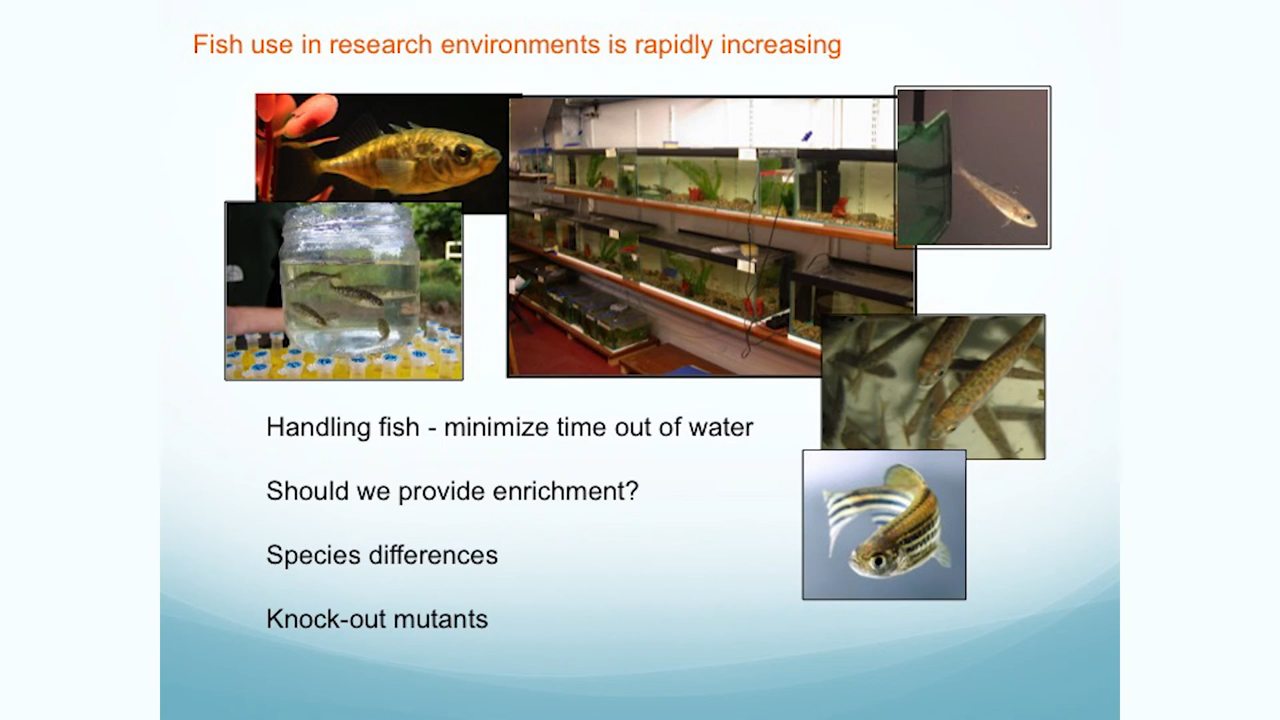 Fish use in research environments is rapidly increasing
Handling fish - minimize time out of water
Should we provide enrichment?
Species differences
Knock-out mutants